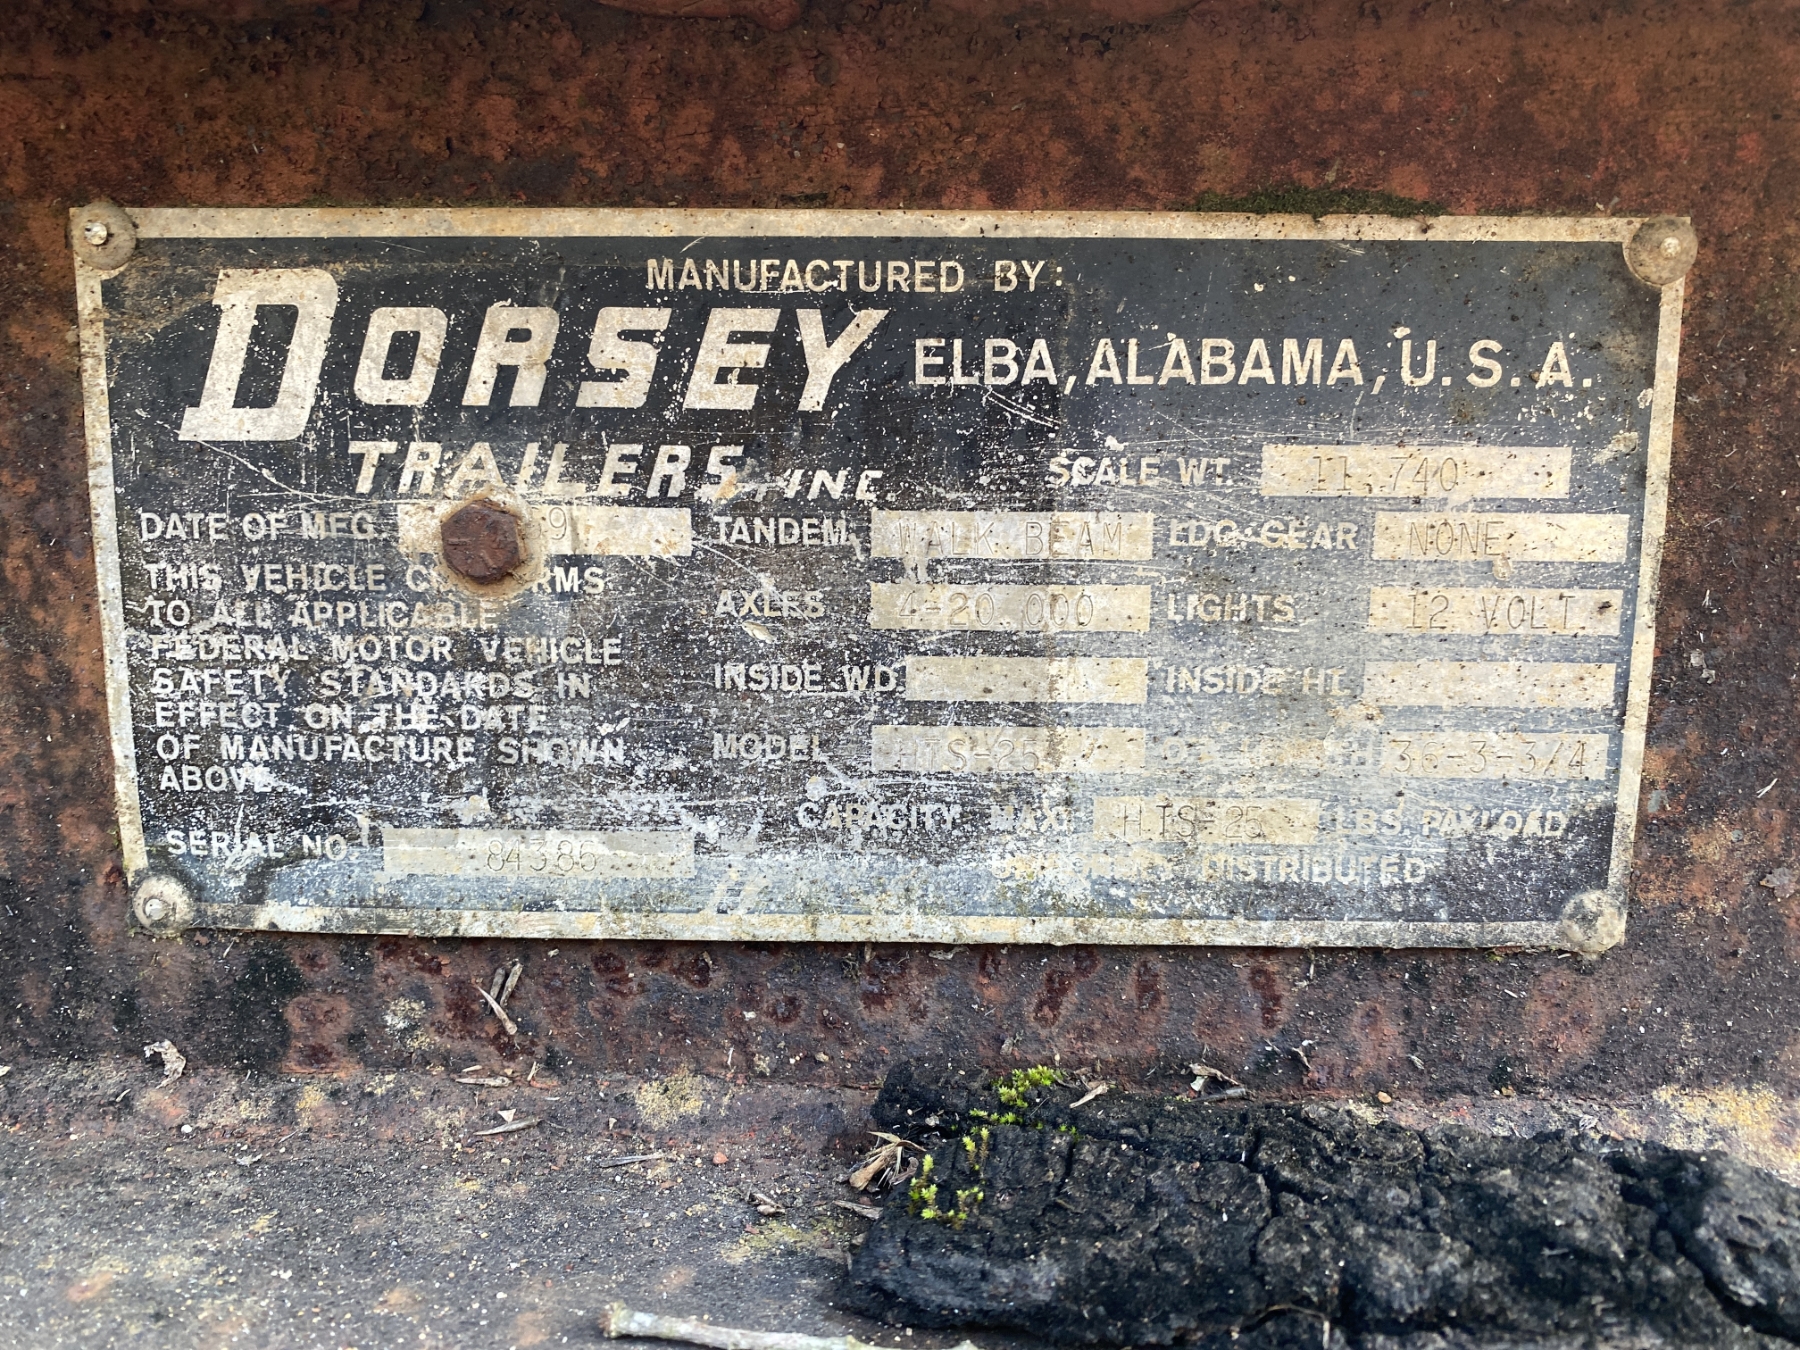 MANUFACTURED BY:
DORSEY ELBA, ALABAMA, U.S.A.
TRAILERS, INC.
SCALE WT. 11,740
DATE OF MFG. 9 TANDEM WALK BEAM LDG. GEAR NONE
THIS VEHICLE
TO ALL APPLICABLE AXLES 4-20,000 LIGHTS 12 VOLT
FEDERAL MOTOR VEHICLE
SAFETY STANDARDS IN INSIDE WD. INSIDE HT.
EFFECT ON THE DATE
OF MANUFACTURE SHOWN MODEL HTS-25 36-3-3/4
ABOVE.
CAPACITY MAX. HTS-25 LBS. PAYLOAD
SERIAL NO. 84386
DISTRIBUTED